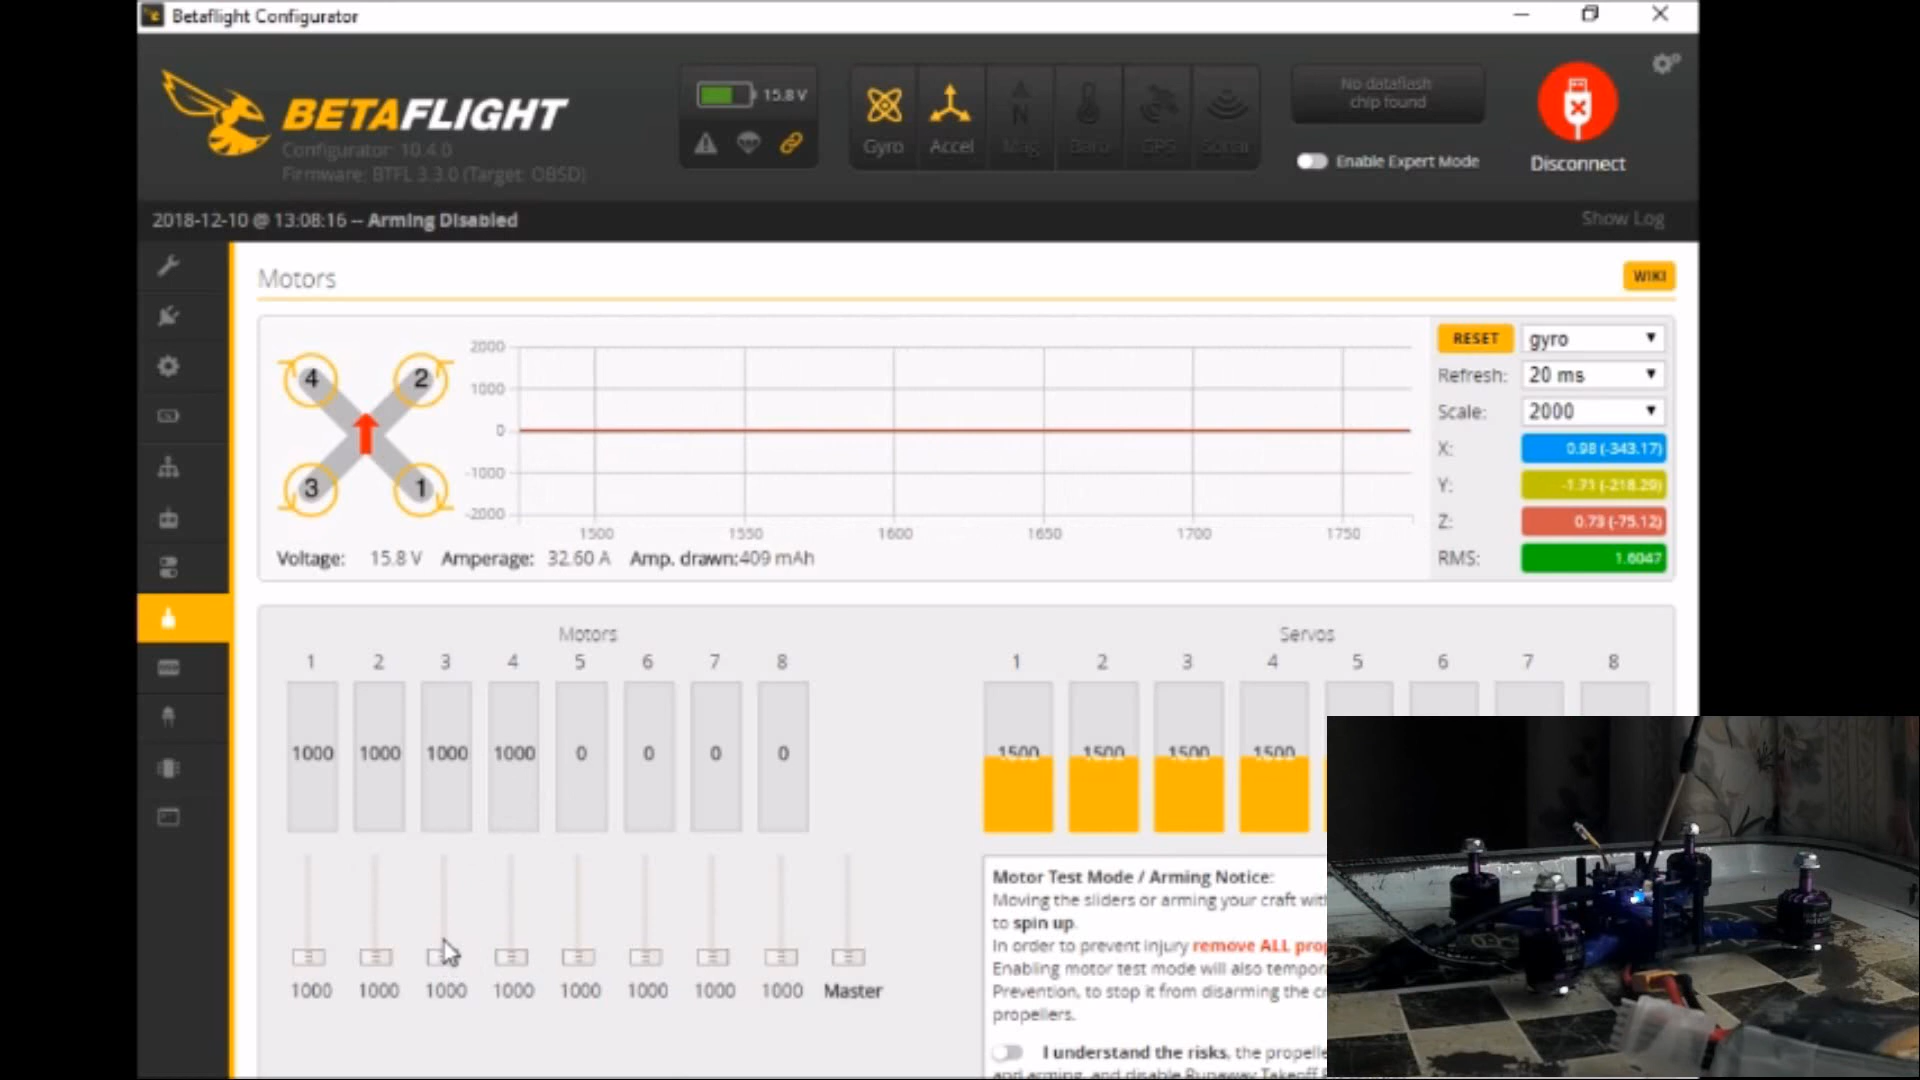 Betaflight Configurator
BETAFLIGHT
Configurator: 10.4.0
Firmware: BTFL 3.3.0 (Target: OBSD)
15.8 V
Gyro Accel Mag Baro GPS Sonar
No dataflash
chip found
Enable Expert Mode
Disconnect
2018-12-10 @ 13:08:16 -- Arming Disabled
Show Log
Motors
WIKI
4 2
3 1
2000
1000
0
-1000
-2000
1500 1550 1600 1650 1700 1750
Voltage: 15.8 V Amperage: 32.60 A Amp. drawn:409 mAh
RESET gyro
Refresh: 20 ms
Scale: 2000
X: 0.98 (-343.17)
Y: -1.71 (-218.29)
Z: 0.73 (-75.12)
RMS: 1.6047
Motors
1 2 3 4 5 6 7 8
1000 1000 1000 1000 0 0 0 0
1000 1000 1000 1000 1000 1000 1000 1000 Master
Servos
1 2 3 4 5 6 7 8
1500 1500 1500 1500
Motor Test Mode / Arming Notice:
Moving the sliders or arming your craft wit
to spin up.
In order to prevent injury remove ALL prop
Enabling motor test mode will also tempor
Prevention, to stop it from disarming the c
propellers.
I understand the risks, the propelle
and arming, and disable Runaway Takeoff